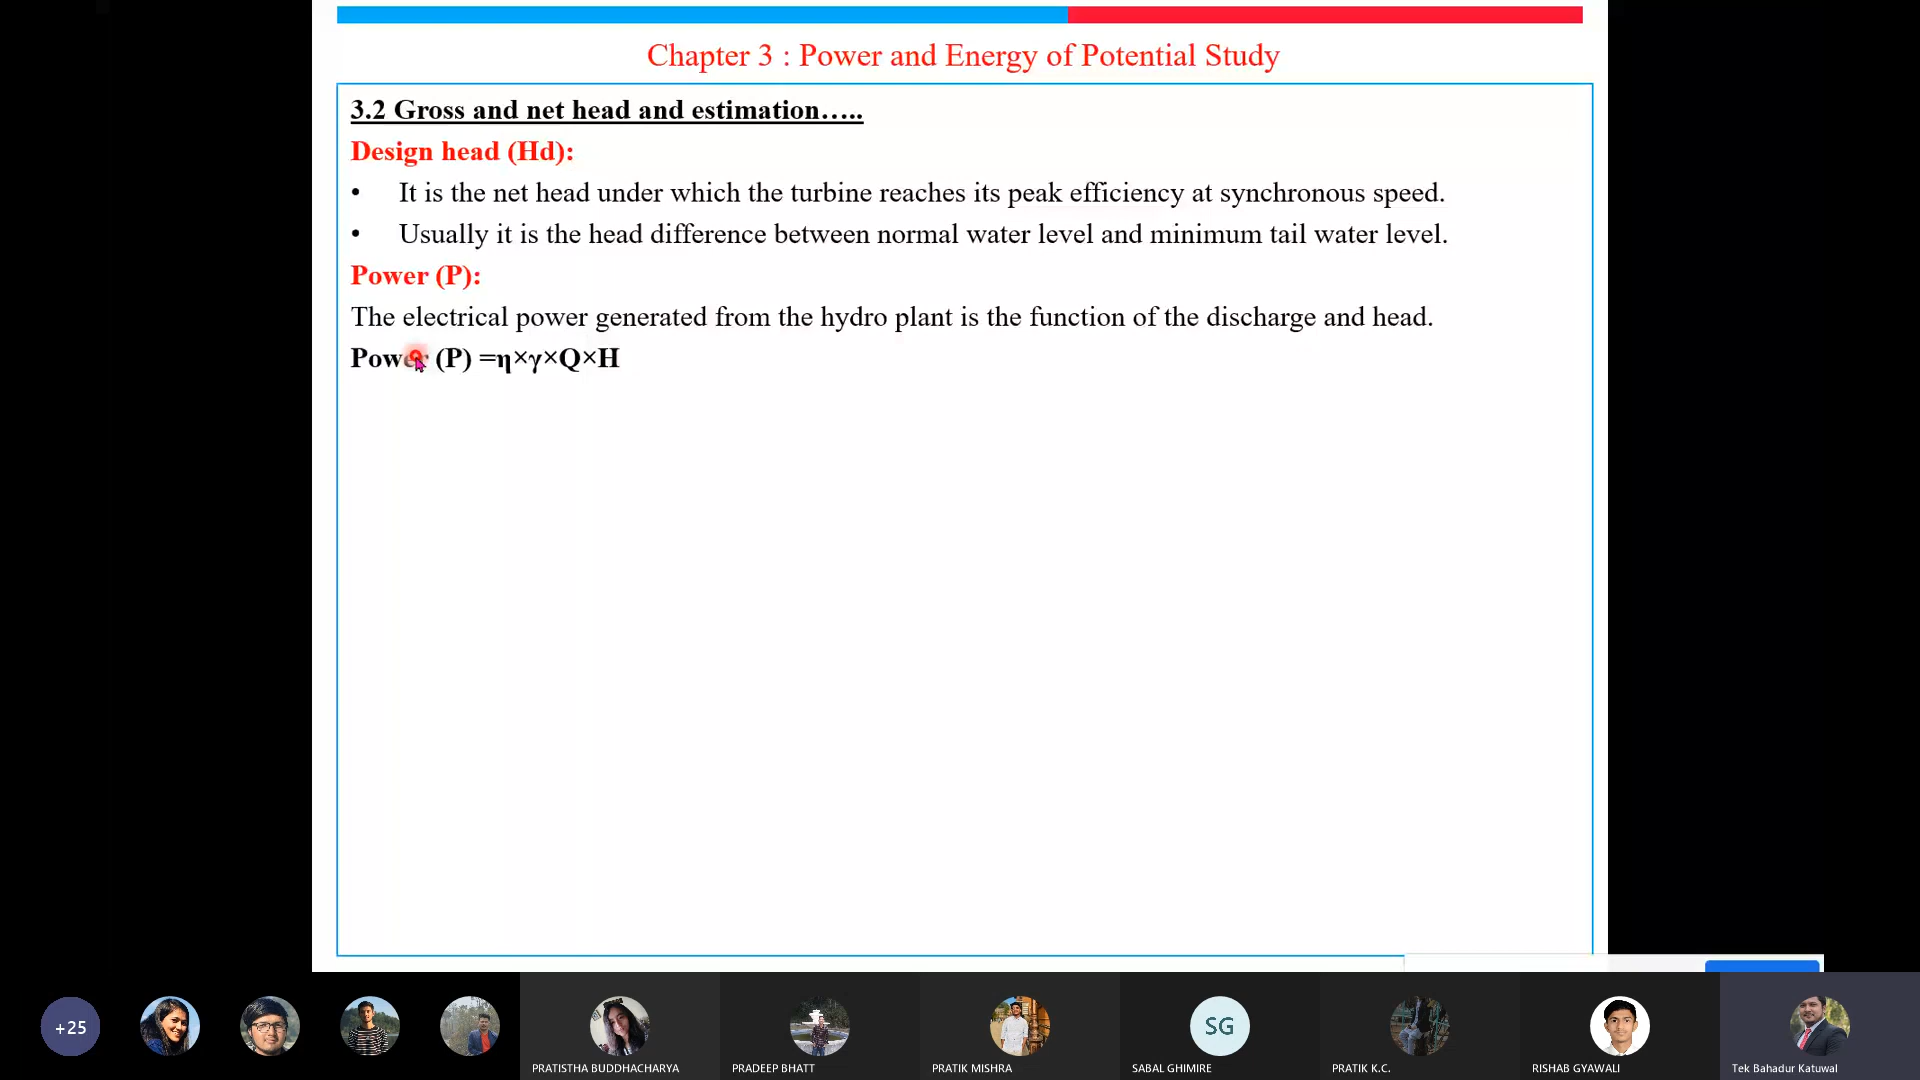 Chapter 3 : Power and Energy of Potential Study
3.2 Gross and net head and estimation…..
Design head (Hd):
• It is the net head under which the turbine reaches its peak efficiency at synchronous speed.
• Usually it is the head difference between normal water level and minimum tail water level.
Power (P):
The electrical power generated from the hydro plant is the function of the discharge and head.
Power (P) =η×γ×Q×H
+25
SG
PRATISTHA BUDDHACHARYA
PRADEEP BHATT
PRATIK MISHRA
SABAL GHIMIRE
PRATIK K.C.
RISHAB GYAWALI
Tek Bahadur Katuwal